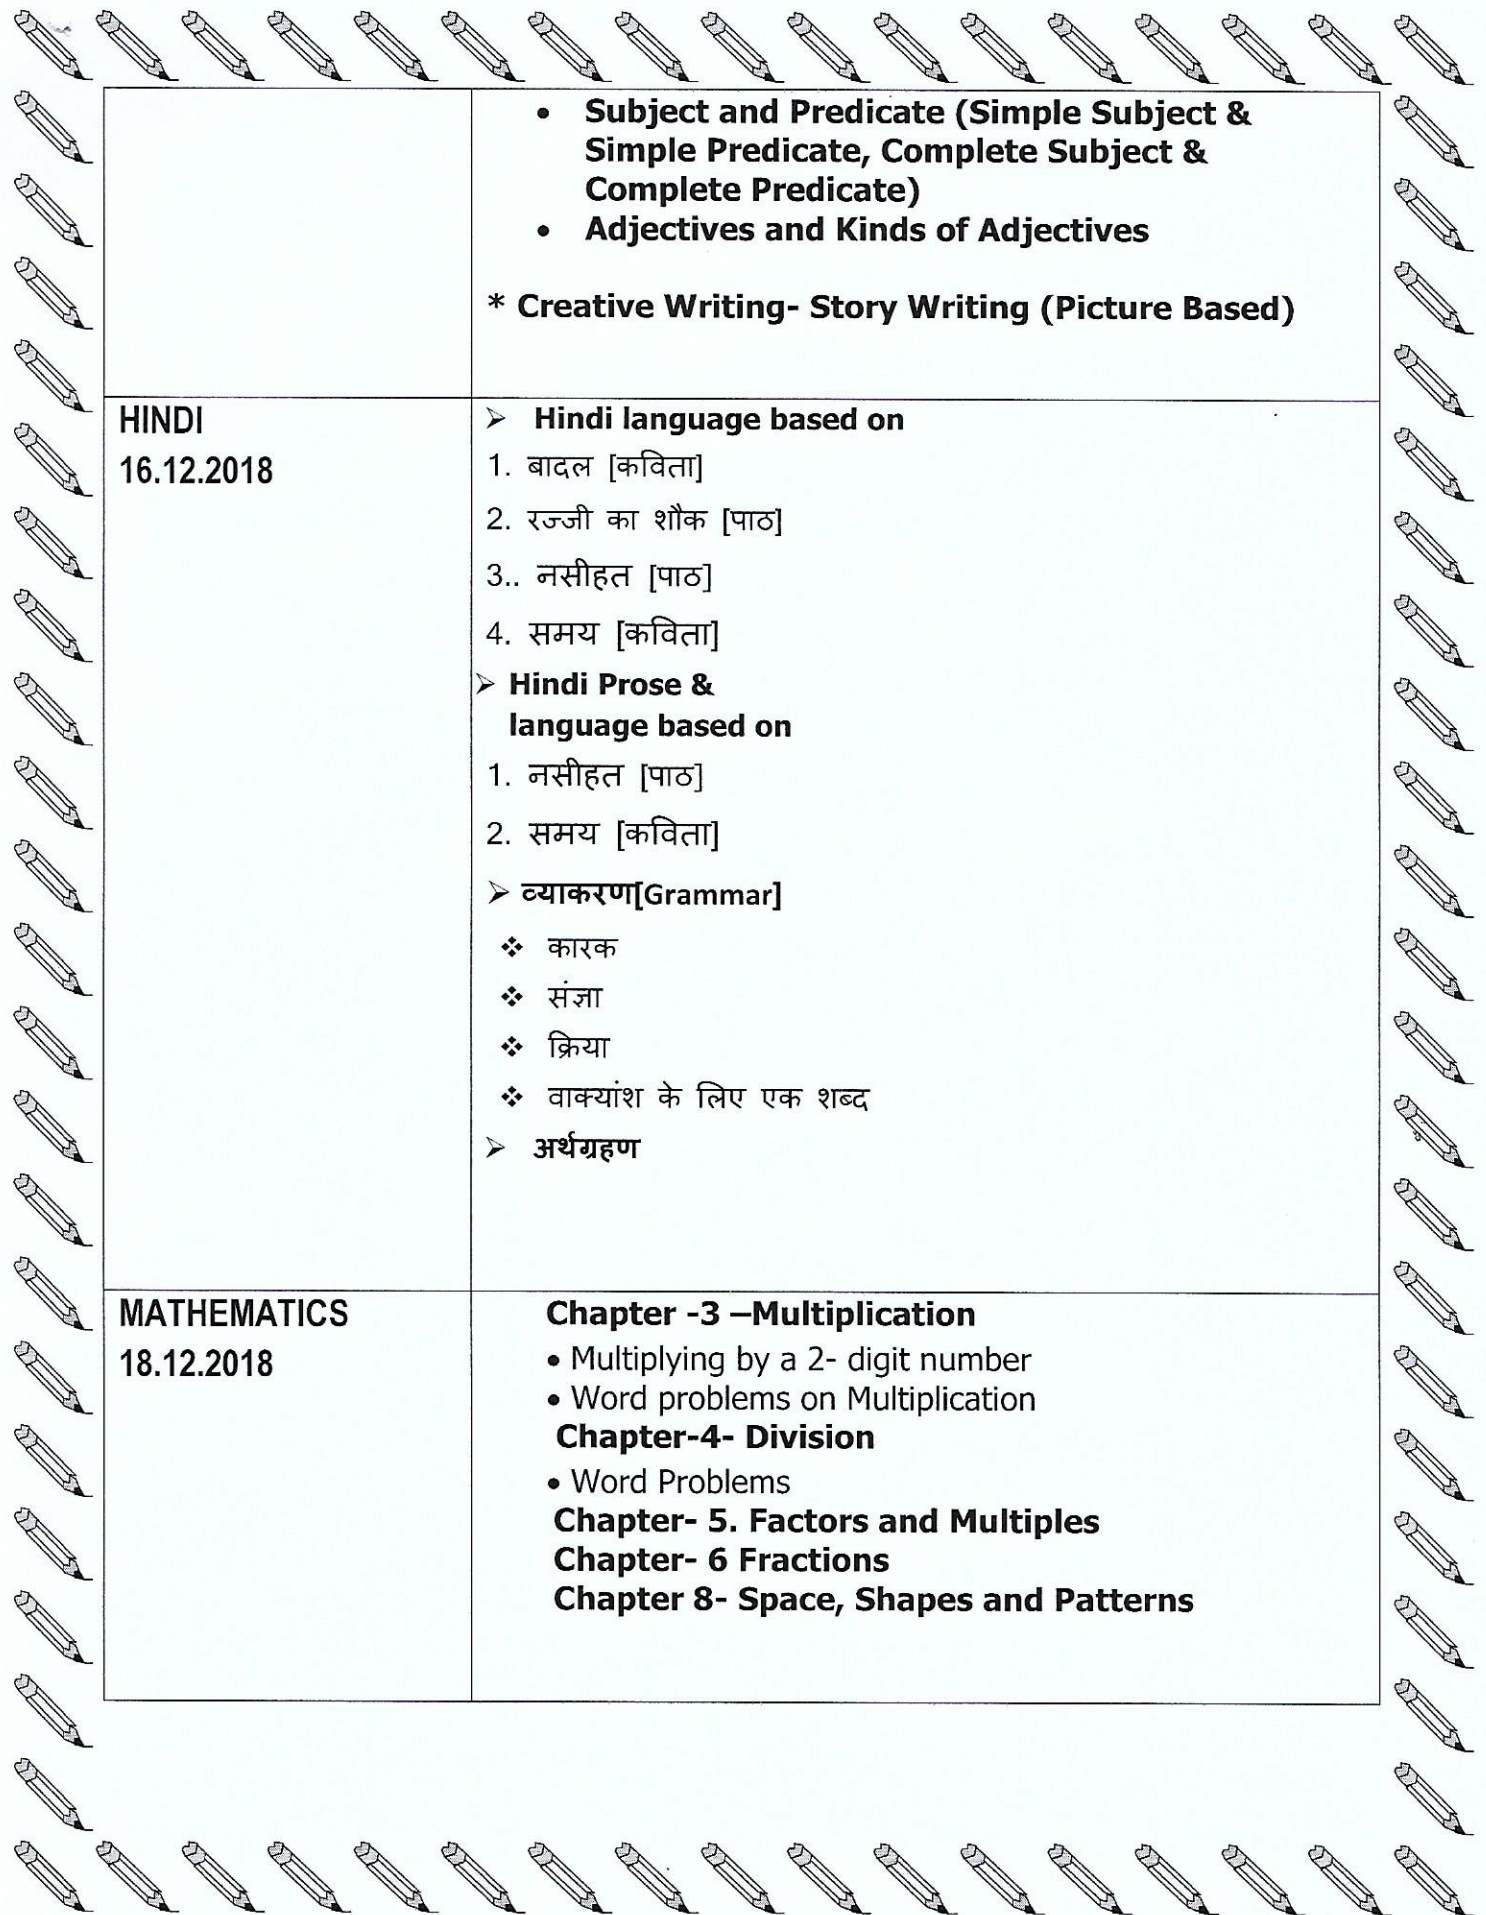 • Subject and Predicate (Simple Subject &
Simple Predicate, Complete Subject &
Complete Predicate)
• Adjectives and Kinds of Adjectives
* Creative Writing- Story Writing (Picture Based)
HINDI
16.12.2018
➢ Hindi language based on
1. बादल [कविता]
2. रज्जी का शौक [पाठ]
3.. नसीहत [पाठ]
4. समय [कविता]
➢ Hindi Prose &
language based on
1. नसीहत [पाठ]
2. समय [कविता]
➢ व्याकरण[Grammar]
❖ कारक
❖ संज्ञा
❖ क्रिया
❖ वाक्यांश के लिए एक शब्द
➢ अर्थग्रहण
MATHEMATICS
18.12.2018
Chapter -3 –Multiplication
• Multiplying by a 2- digit number
• Word problems on Multiplication
Chapter-4- Division
• Word Problems
Chapter- 5. Factors and Multiples
Chapter- 6 Fractions
Chapter 8- Space, Shapes and Patterns